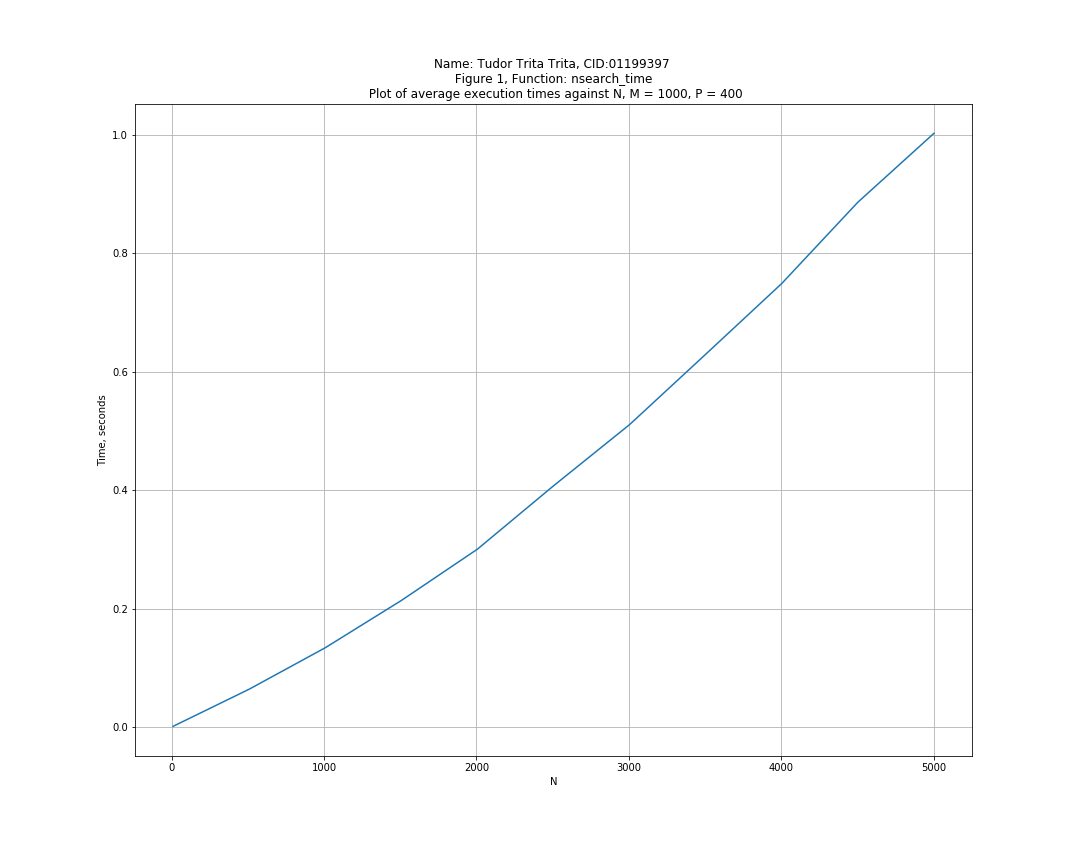 Name: Tudor Trita Trita, CID:01199397
Figure 1, Function: nsearch_time
Plot of average execution times against N, M = 1000, P = 400
1.0
0.8
0.6
0.4
0.2
0.0
Time, seconds
0 1000 2000 3000 4000 5000
N